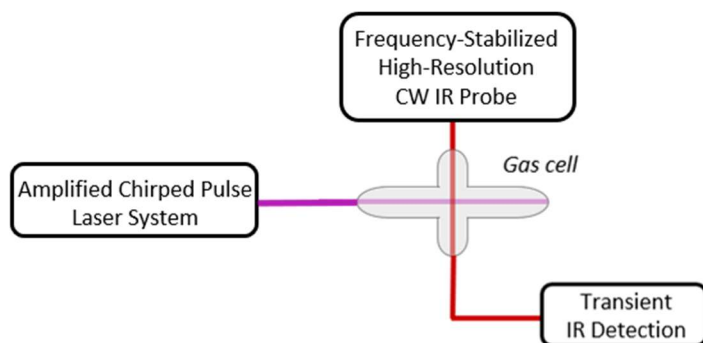 Frequency-Stabilized
High-Resolution
CW IR Probe
Gas cell
Amplified Chirped Pulse
Laser System
Transient
IR Detection